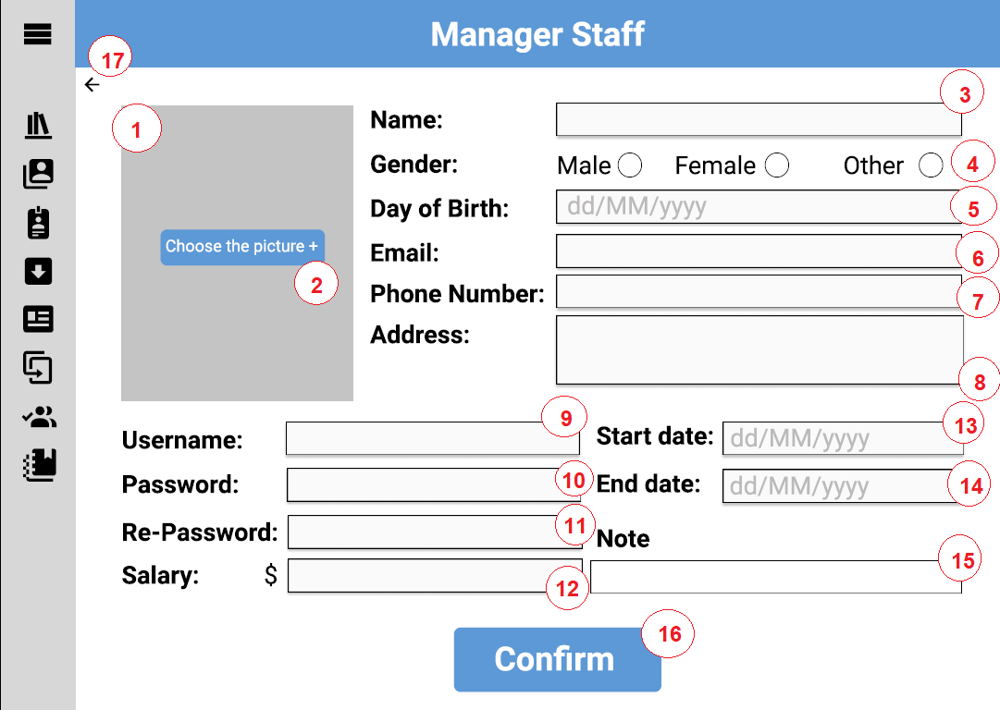 Manager Staff
17
1
Choose the picture +
2
Name:
3
Gender: Male Female Other
4
Day of Birth: dd/MM/yyyy
5
Email:
6
Phone Number:
7
Address:
8
Username:
9
Password:
10
Re-Password:
11
Salary: $
12
Start date: dd/MM/yyyy
13
End date: dd/MM/yyyy
14
Note
15
Confirm
16